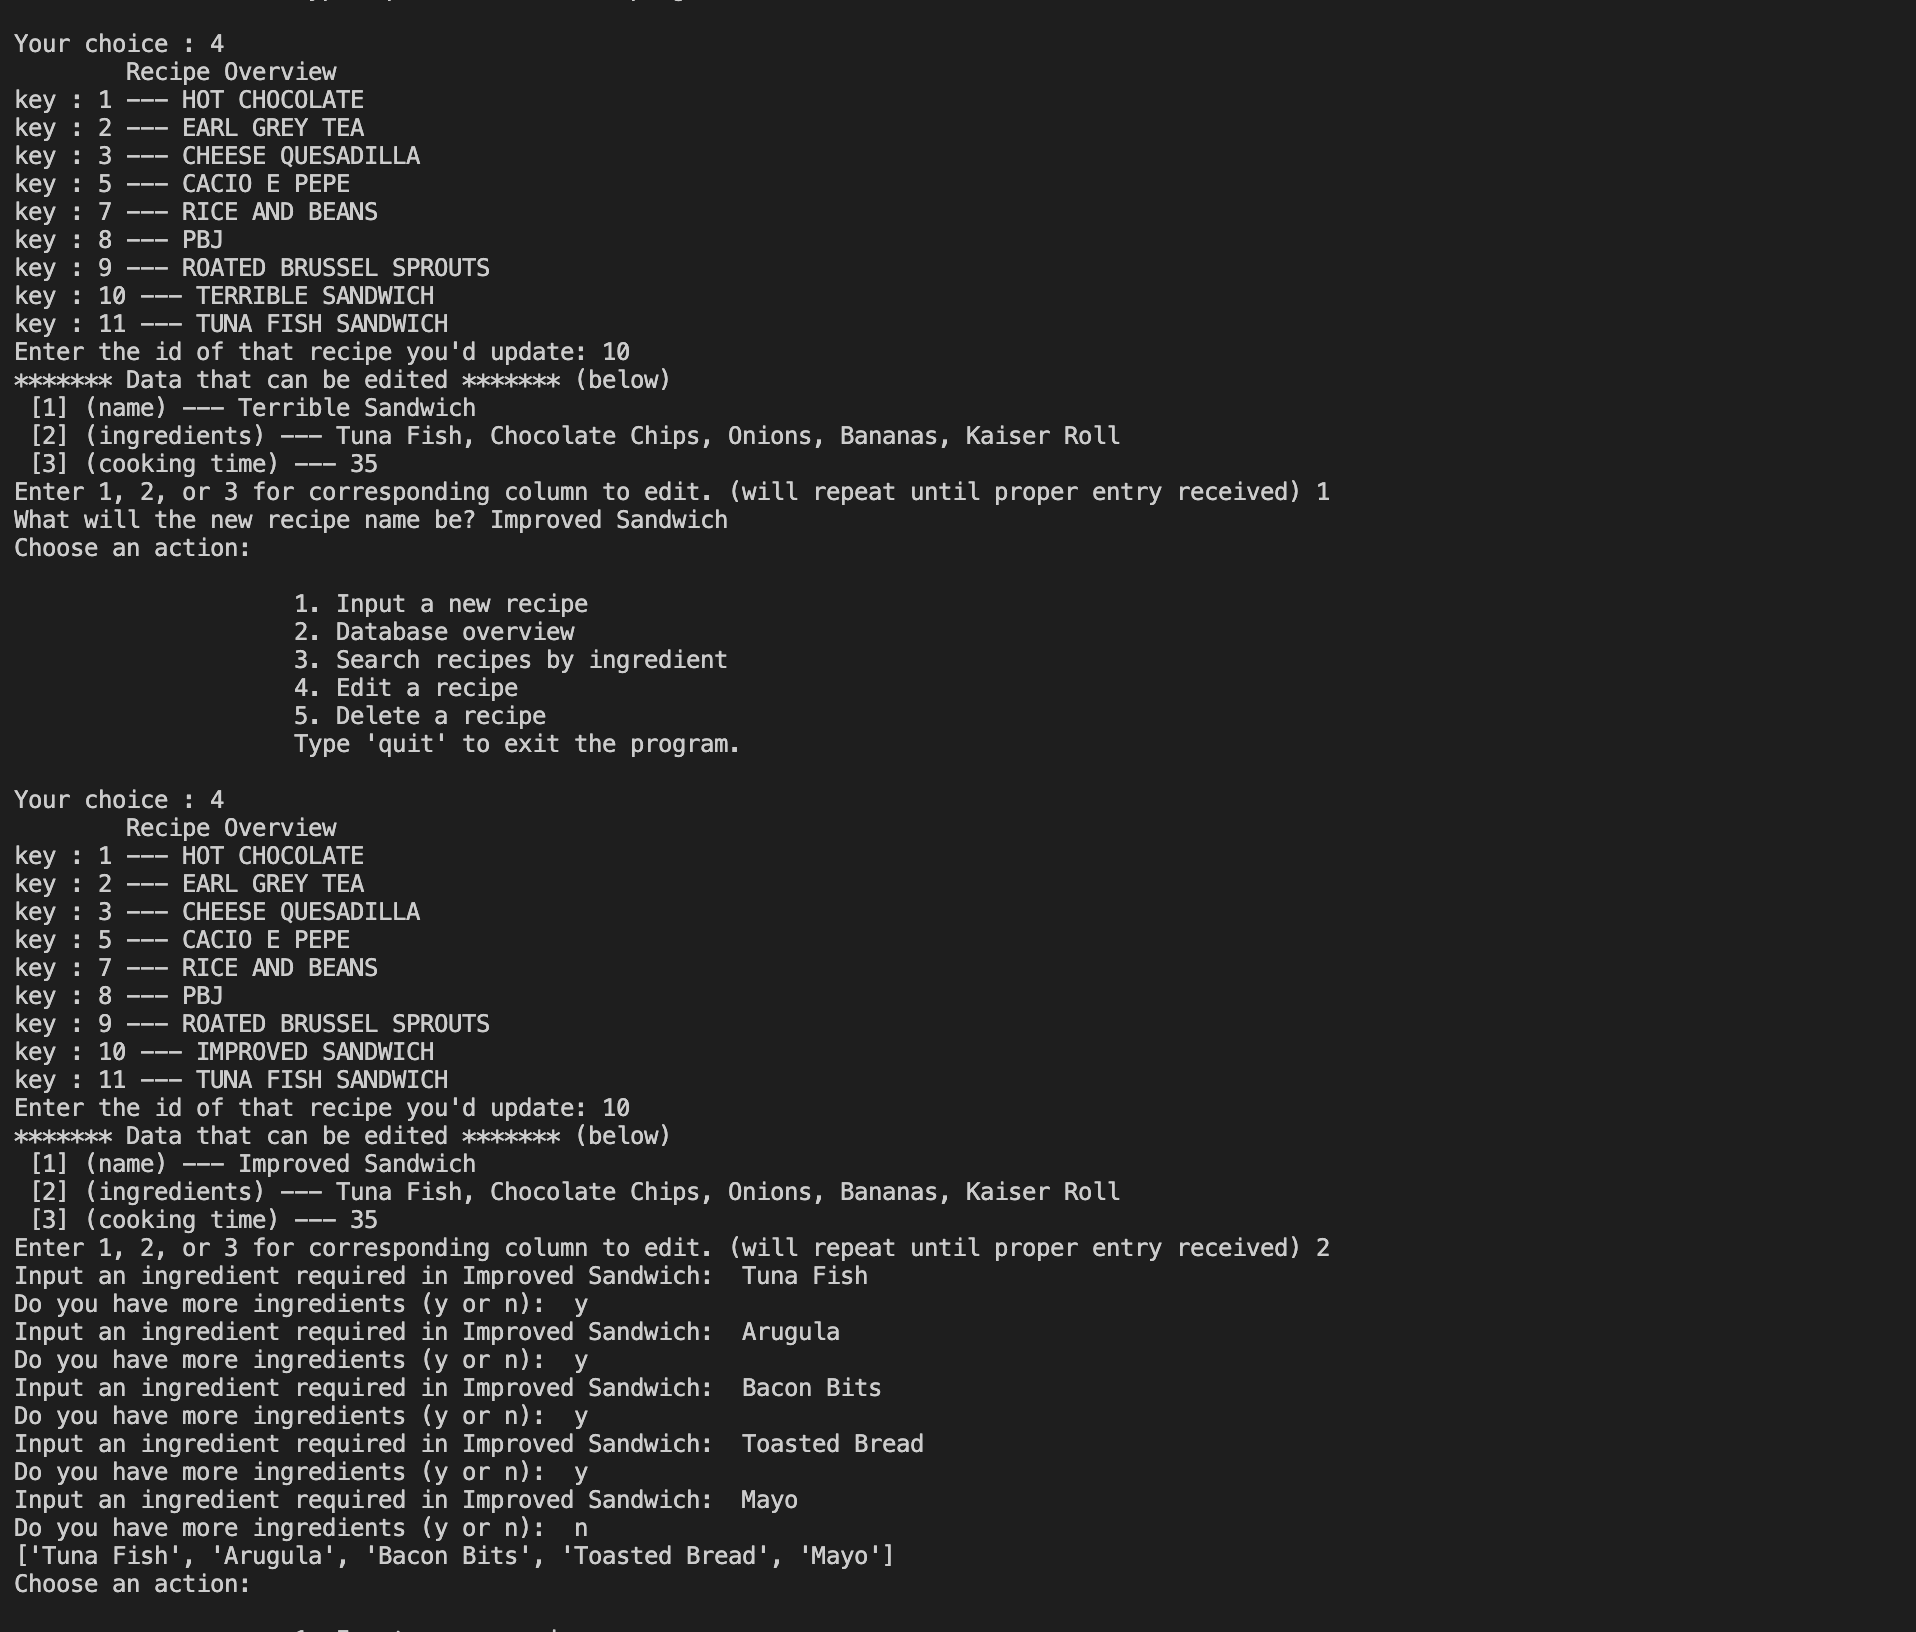 Your choice : 4
Recipe Overview
key : 1 --- HOT CHOCOLATE
key : 2 --- EARL GREY TEA
key : 3 --- CHEESE QUESADILLA
key : 5 --- CACIO E PEPE
key : 7 --- RICE AND BEANS
key : 8 --- PBJ
key : 9 --- ROATED BRUSSEL SPROUTS
key : 10 --- TERRIBLE SANDWICH
key : 11 --- TUNA FISH SANDWICH
Enter the id of that recipe you'd update: 10
******* Data that can be edited ******* (below)
[1] (name) --- Terrible Sandwich
[2] (ingredients) --- Tuna Fish, Chocolate Chips, Onions, Bananas, Kaiser Roll
[3] (cooking time) --- 35
Enter 1, 2, or 3 for corresponding column to edit. (will repeat until proper entry received) 1
What will the new recipe name be? Improved Sandwich
Choose an action:
1. Input a new recipe
2. Database overview
3. Search recipes by ingredient
4. Edit a recipe
5. Delete a recipe
Type 'quit' to exit the program.
Your choice : 4
Recipe Overview
key : 1 --- HOT CHOCOLATE
key : 2 --- EARL GREY TEA
key : 3 --- CHEESE QUESADILLA
key : 5 --- CACIO E PEPE
key : 7 --- RICE AND BEANS
key : 8 --- PBJ
key : 9 --- ROATED BRUSSEL SPROUTS
key : 10 --- IMPROVED SANDWICH
key : 11 --- TUNA FISH SANDWICH
Enter the id of that recipe you'd update: 10
******* Data that can be edited ******* (below)
[1] (name) --- Improved Sandwich
[2] (ingredients) --- Tuna Fish, Chocolate Chips, Onions, Bananas, Kaiser Roll
[3] (cooking time) --- 35
Enter 1, 2, or 3 for corresponding column to edit. (will repeat until proper entry received) 2
Input an ingredient required in Improved Sandwich:  Tuna Fish
Do you have more ingredients (y or n):  y
Input an ingredient required in Improved Sandwich:  Arugula
Do you have more ingredients (y or n):  y
Input an ingredient required in Improved Sandwich:  Bacon Bits
Do you have more ingredients (y or n):  y
Input an ingredient required in Improved Sandwich:  Toasted Bread
Do you have more ingredients (y or n):  y
Input an ingredient required in Improved Sandwich:  Mayo
Do you have more ingredients (y or n):  n
['Tuna Fish', 'Arugula', 'Bacon Bits', 'Toasted Bread', 'Mayo']
Choose an action: